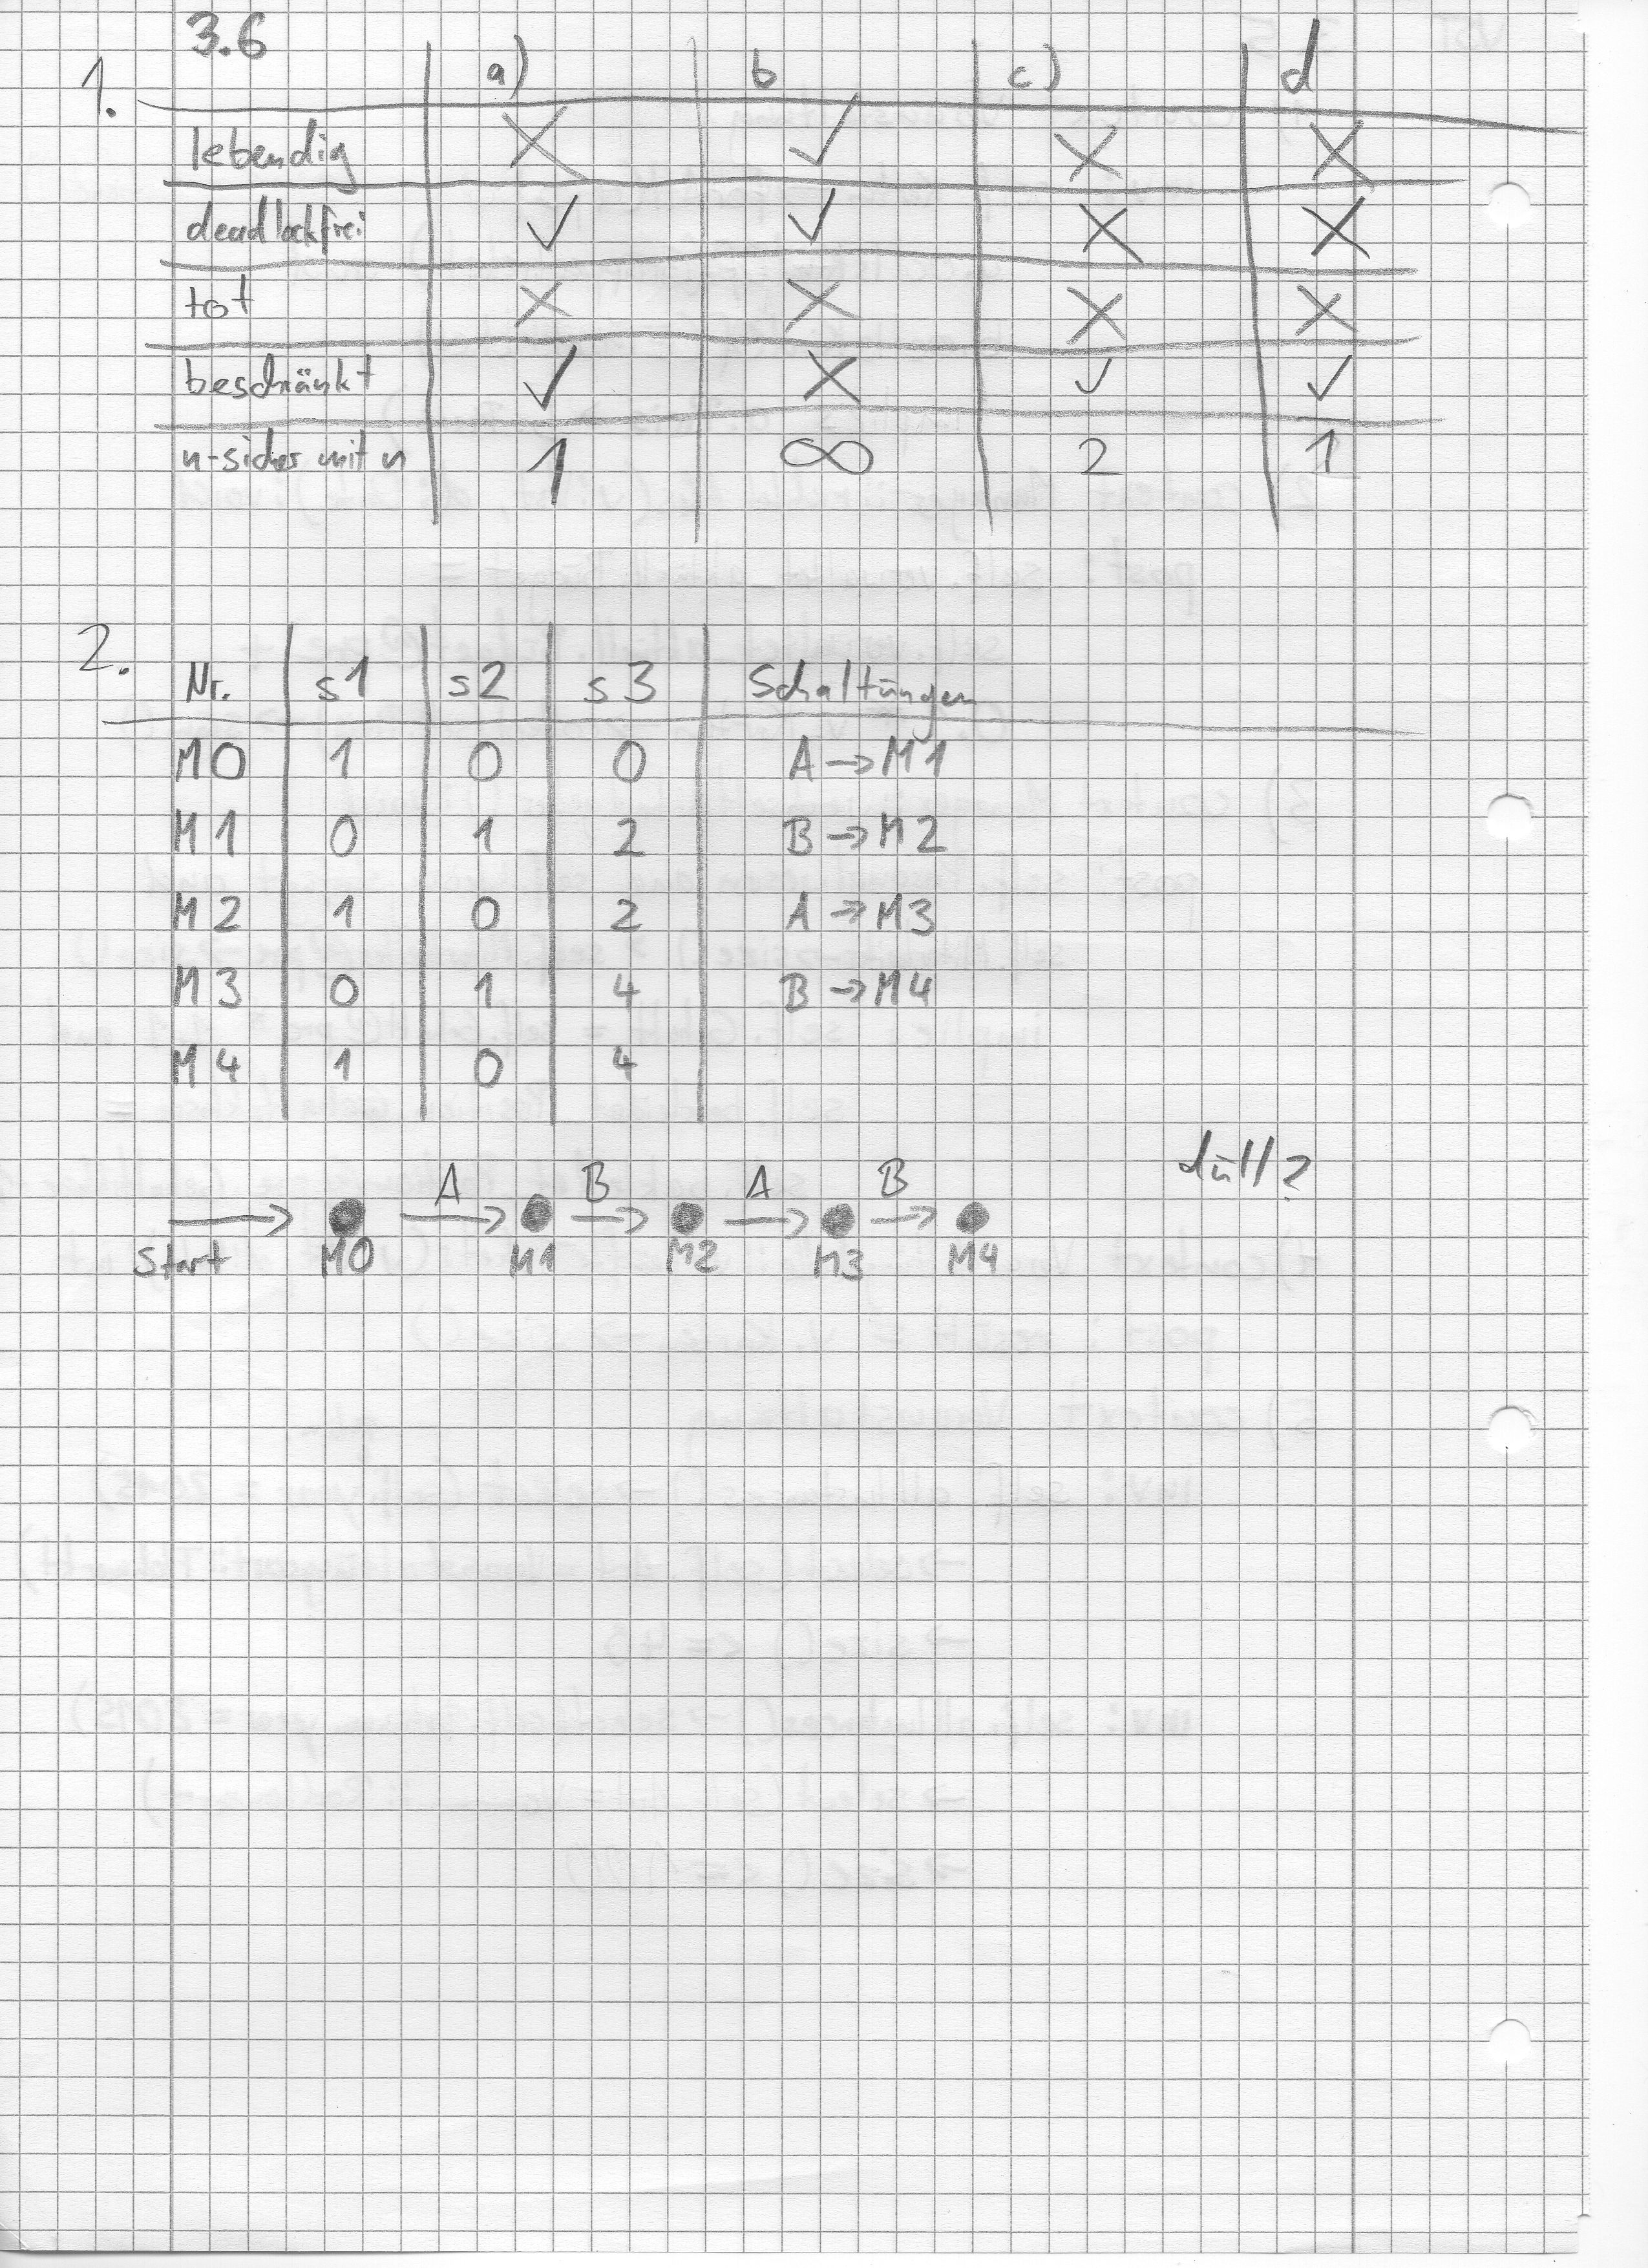 3.6
1. a) b c) d
lebendig X ✓ X X
deadlockfrei ✓ ✓ X X
tot X X X X
beschränkt ✓ X ✓ ✓
n-sicher mit n 1 ∞ 2 1
2. Nr. s1 s2 s3 Schaltungen
M0 1 0 0 A → M1
M1 0 1 2 B → M2
M2 1 0 2 A → M3
M3 0 1 4 B → M4
M4 1 0 4
A B A B
Start M0 M1 M2 M3 M4